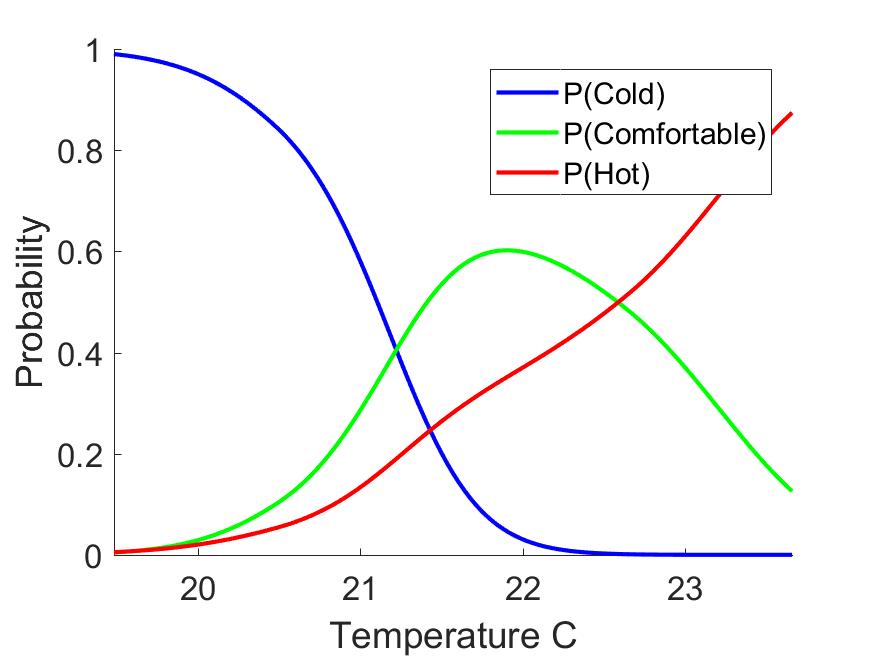 1
0.8
0.6
0.4
0.2
0
Probability
P(Cold)
P(Comfortable)
P(Hot)
20 21 22 23
Temperature C